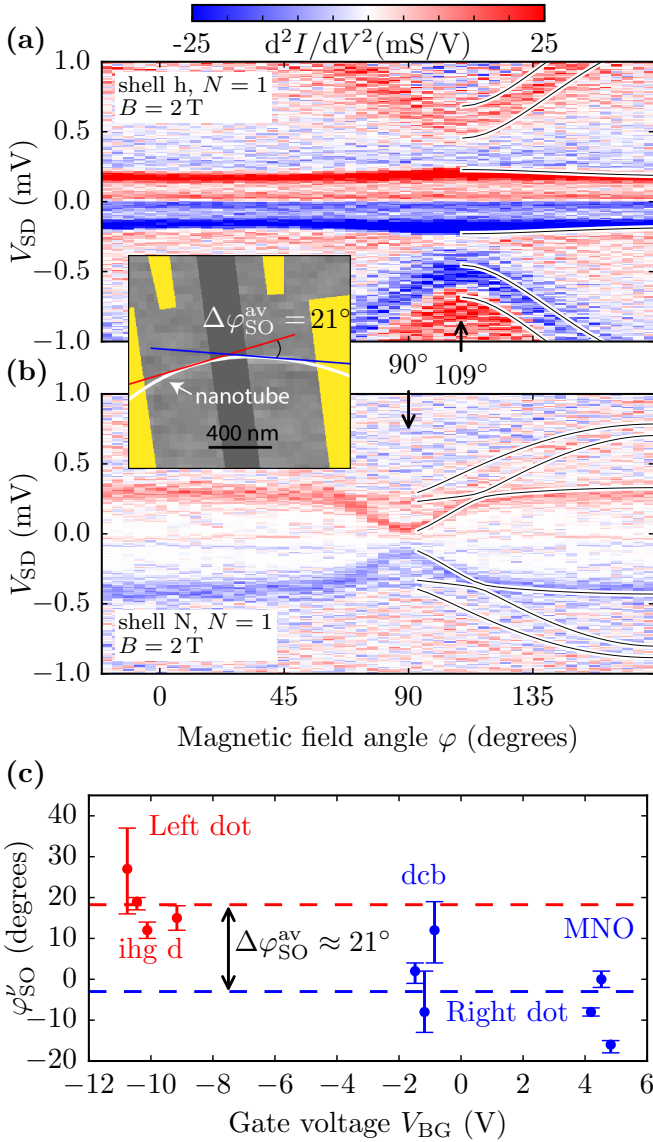 (a)
-25 d²I/dV²(mS/V) 25
1.0
0.5
0.0
−0.5
−1.0
V_SD (mV)
shell h, N = 1
B = 2 T
Δφ_SO^av = 21°
nanotube
400 nm
90°
109°
(b)
1.0
0.5
0.0
−0.5
−1.0
V_SD (mV)
shell N, N = 1
B = 2 T
0 45 90 135
Magnetic field angle φ (degrees)
(c)
40
30
20
10
0
−10
−20
φ_SO^ν (degrees)
Left dot
ihg d
Δφ_SO^av ≈ 21°
dcb
MNO
Right dot
−12 −10 −8 −6 −4 −2 0 2 4 6
Gate voltage V_BG (V)